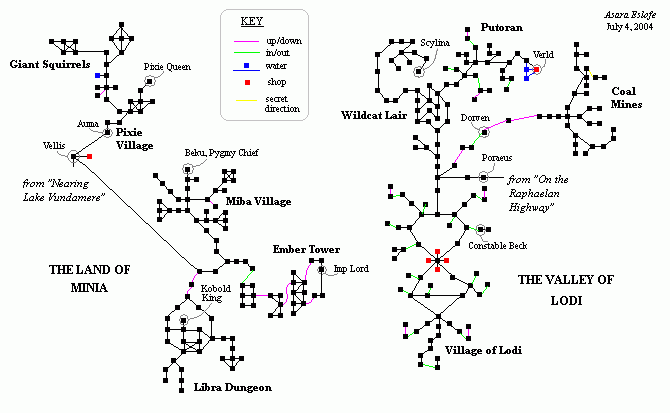 KEY
up/down
in/out
water
shop
secret
direction
Asara Eslofe
July 4, 2004
Giant Squirrels
Pixie Queen
Auma
Pixie
Village
Vellis
from "Nearing
Lake Vundamere"
Beku, Pygmy Chief
Miba Village
Ember Tower
Imp Lord
THE LAND OF
MINIA
Kobold
King
Libra Dungeon
Putoran
Scylina
Verld
Coal
Mines
Wildcat Lair
Dorwen
Poraeus
from "On the
Raphaelan
Highway"
Constable Beck
THE VALLEY OF
LODI
Village of Lodi